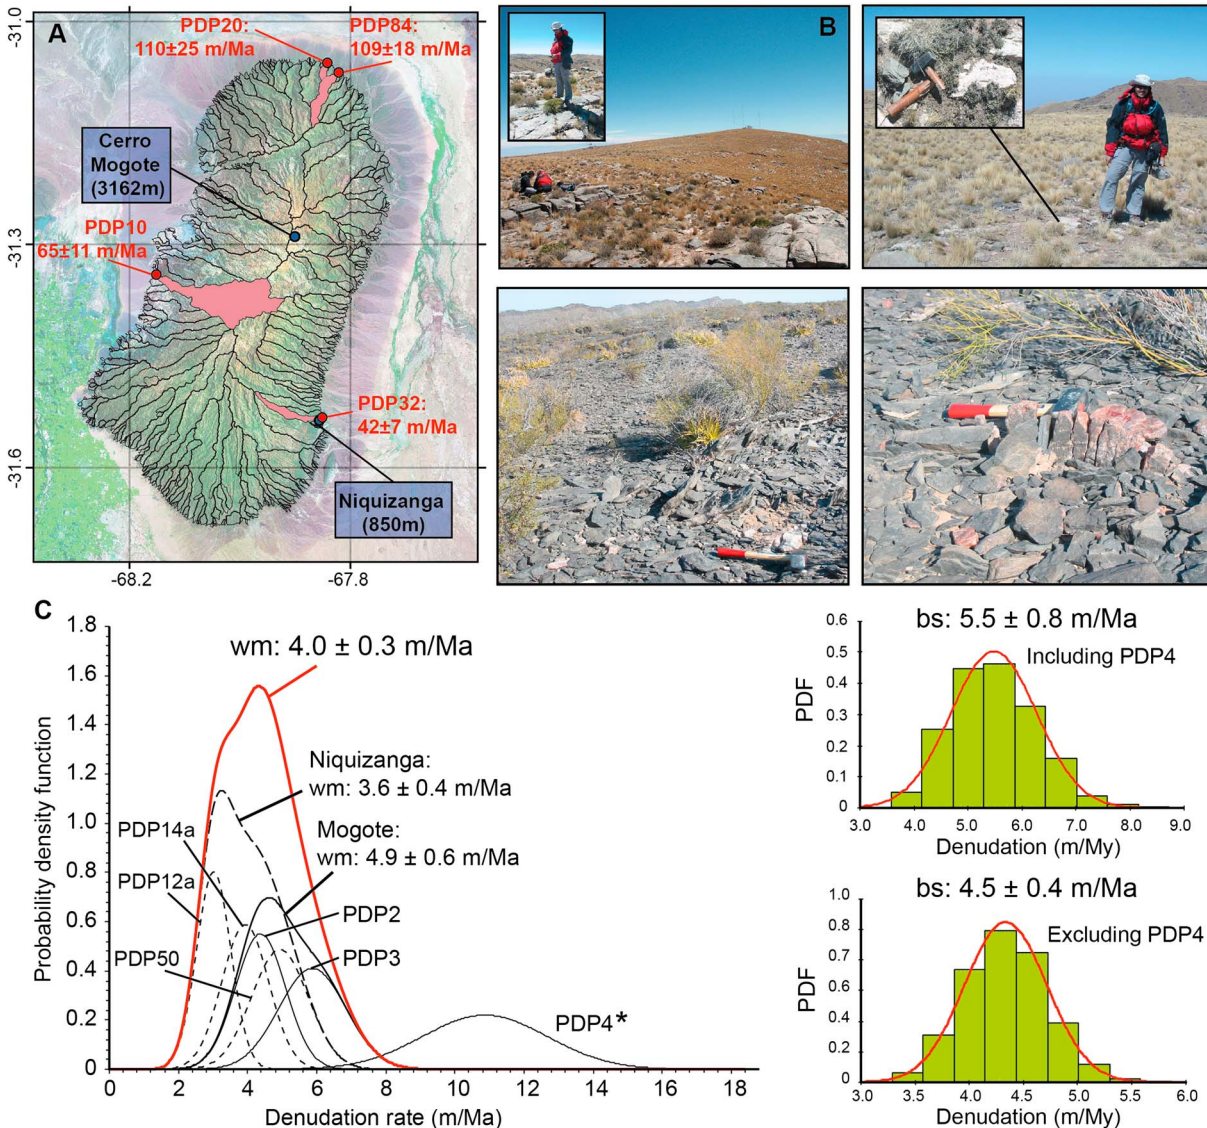 A
-31.0
-31.3
-31.6
-68.2
-67.8
PDP20:
110±25 m/Ma
PDP84:
109±18 m/Ma
Cerro
Mogote
(3162m)
PDP10
65±11 m/Ma
PDP32:
42±7 m/Ma
Niquizanga
(850m)
B
C
Probability density function
1.8
1.6
1.4
1.2
1.0
0.8
0.6
0.4
0.2
0
wm: 4.0 ± 0.3 m/Ma
Niquizanga:
wm: 3.6 ± 0.4 m/Ma
Mogote:
wm: 4.9 ± 0.6 m/Ma
PDP14a
PDP12a
PDP50
PDP2
PDP3
PDP4*
0 2 4 6 8 10 12 14 16 18
Denudation rate (m/Ma)
bs: 5.5 ± 0.8 m/Ma
Including PDP4
PDF
0.6
0.5
0.4
0.3
0.2
0.1
0
3.0 4.0 5.0 6.0 7.0 8.0 9.0
Denudation (m/My)
bs: 4.5 ± 0.4 m/Ma
Excluding PDP4
PDF
1.0
0.8
0.6
0.4
0.2
0
3.0 3.5 4.0 4.5 5.0 5.5 6.0
Denudation (m/My)